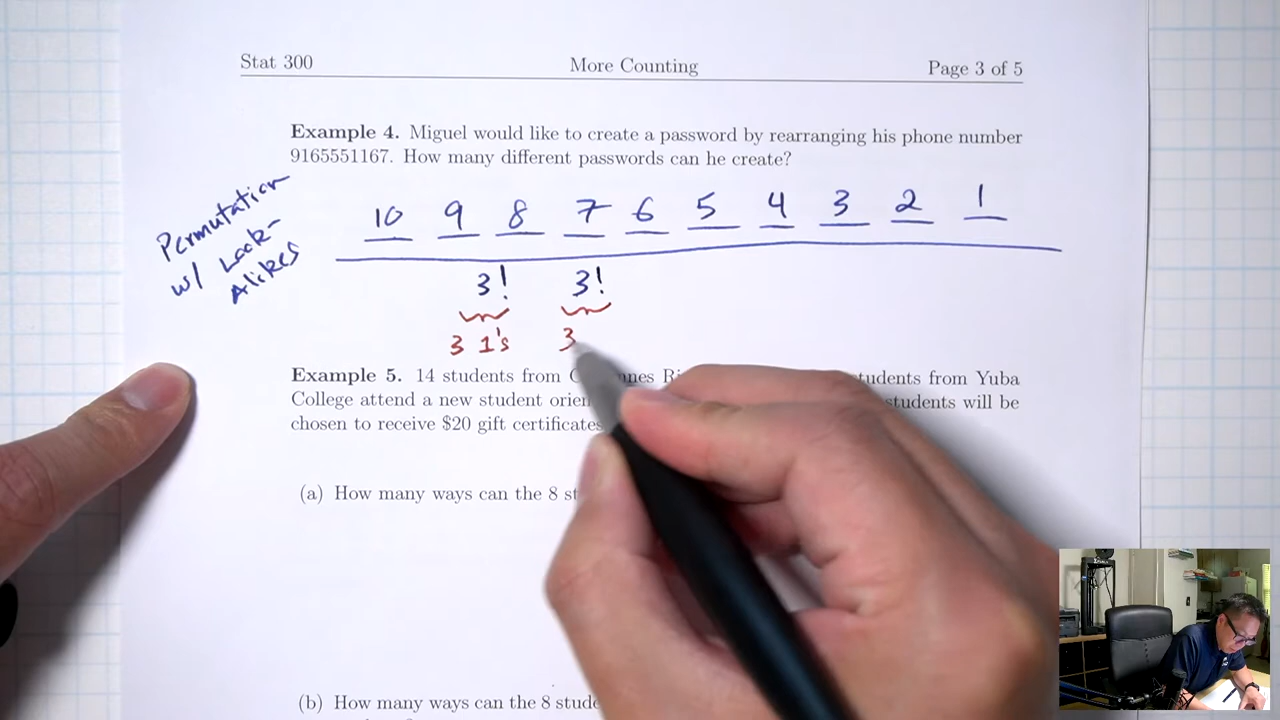 Stat 300 More Counting Page 3 of 5
Example 4. Miguel would like to create a password by rearranging his phone number
9165551167. How many different passwords can he create?
Permutation
w/ Look-
Alikes
10 9 8 7 6 5 4 3 2 1
3! 3!
3 1's 3
Example 5. 14 students from students from Yuba
College attend a new student students will be
chosen to receive $20 gift certificates
(a) How many ways can the 8
(b) How many ways can the 8